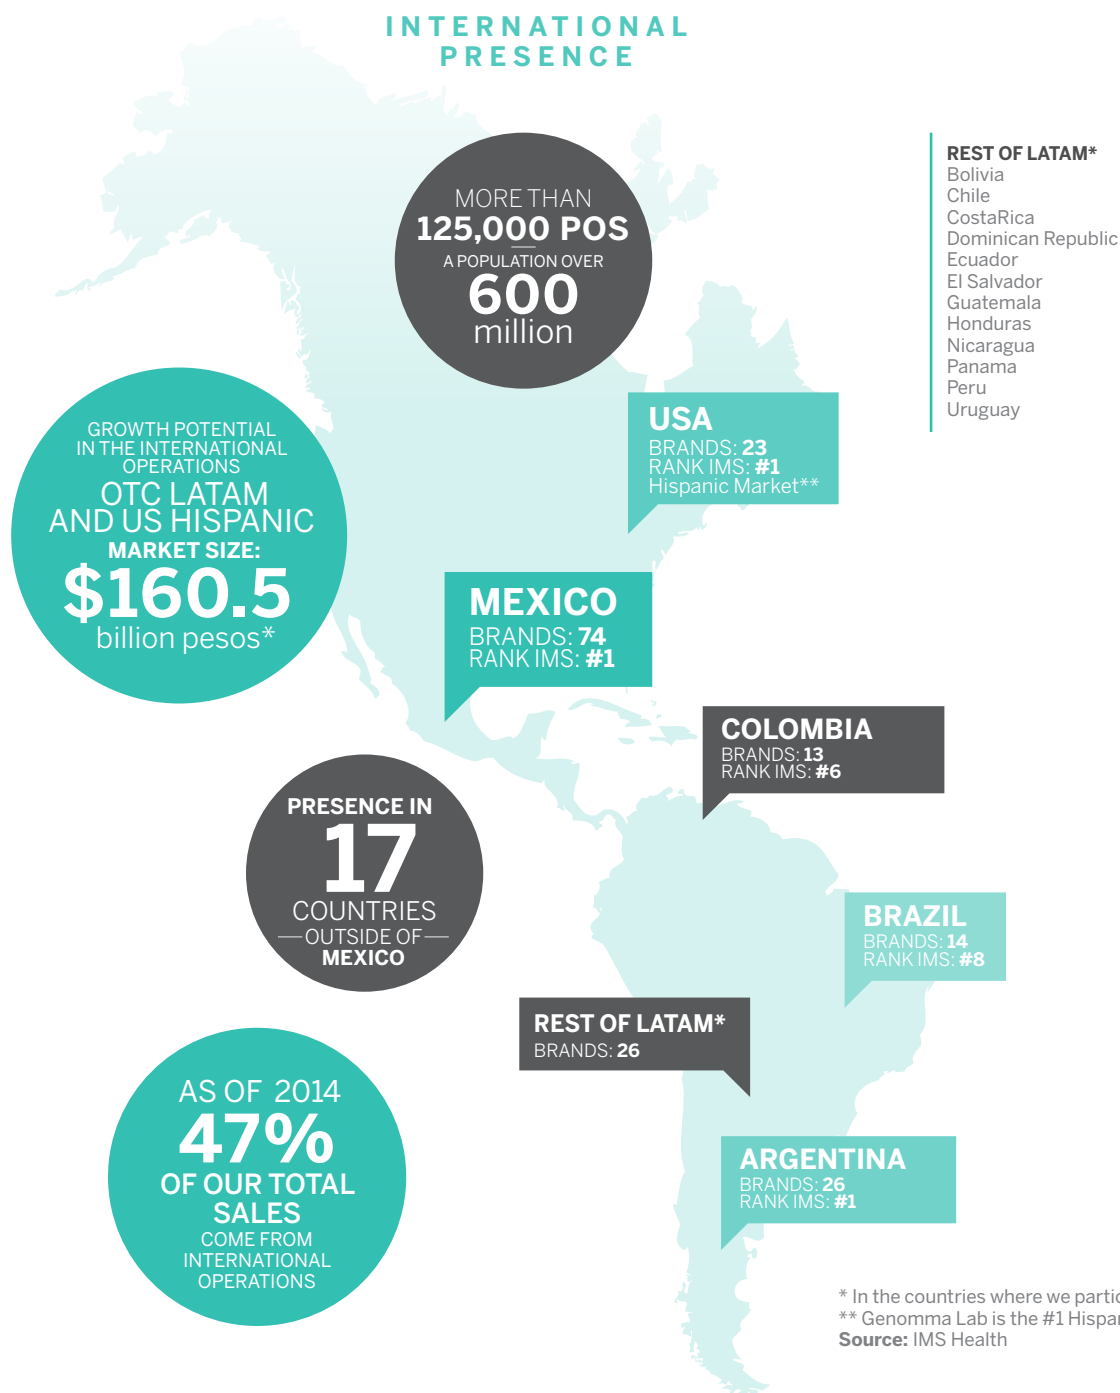 INTERNATIONAL
PRESENCE
MORE THAN
125,000 POS
A POPULATION OVER
600
million
REST OF LATAM*
Bolivia
Chile
CostaRica
Dominican Republic
Ecuador
El Salvador
Guatemala
Honduras
Nicaragua
Panama
Peru
Uruguay
GROWTH POTENTIAL
IN THE INTERNATIONAL
OPERATIONS
OTC LATAM
AND US HISPANIC
MARKET SIZE:
$160.5
billion pesos*
USA
BRANDS: 23
RANK IMS: #1
Hispanic Market**
MEXICO
BRANDS: 74
RANK IMS: #1
COLOMBIA
BRANDS: 13
RANK IMS: #6
PRESENCE IN
17
COUNTRIES
OUTSIDE OF
MEXICO
BRAZIL
BRANDS: 14
RANK IMS: #8
REST OF LATAM*
BRANDS: 26
AS OF 2014
47%
OF OUR TOTAL
SALES
COME FROM
INTERNATIONAL
OPERATIONS
ARGENTINA
BRANDS: 26
RANK IMS: #1
* In the countries where we
** Genomma Lab is the #1
Source: IMS Health